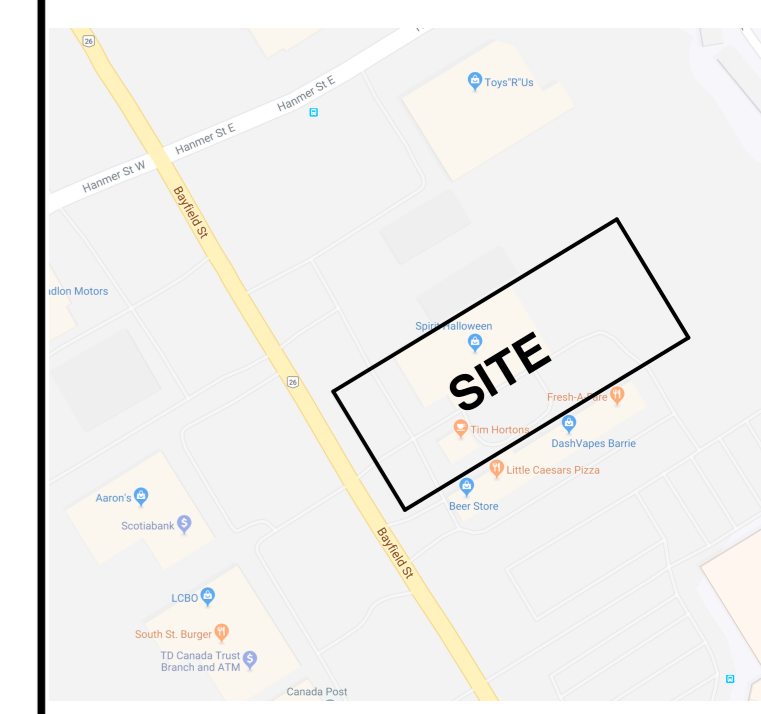 26
Hanmer St E
Toys"R"Us
Hanmer St E
Hanmer St W
Bayfield St
dlon Motors
Spirit Halloween
26
SITE
Fresh-A-Fare
Tim Hortons
DashVapes Barrie
Little Caesars Pizza
Aaron's
Beer Store
Scotiabank
Bayfield St
LCBO
South St. Burger
TD Canada Trust
Branch and ATM
Canada Post